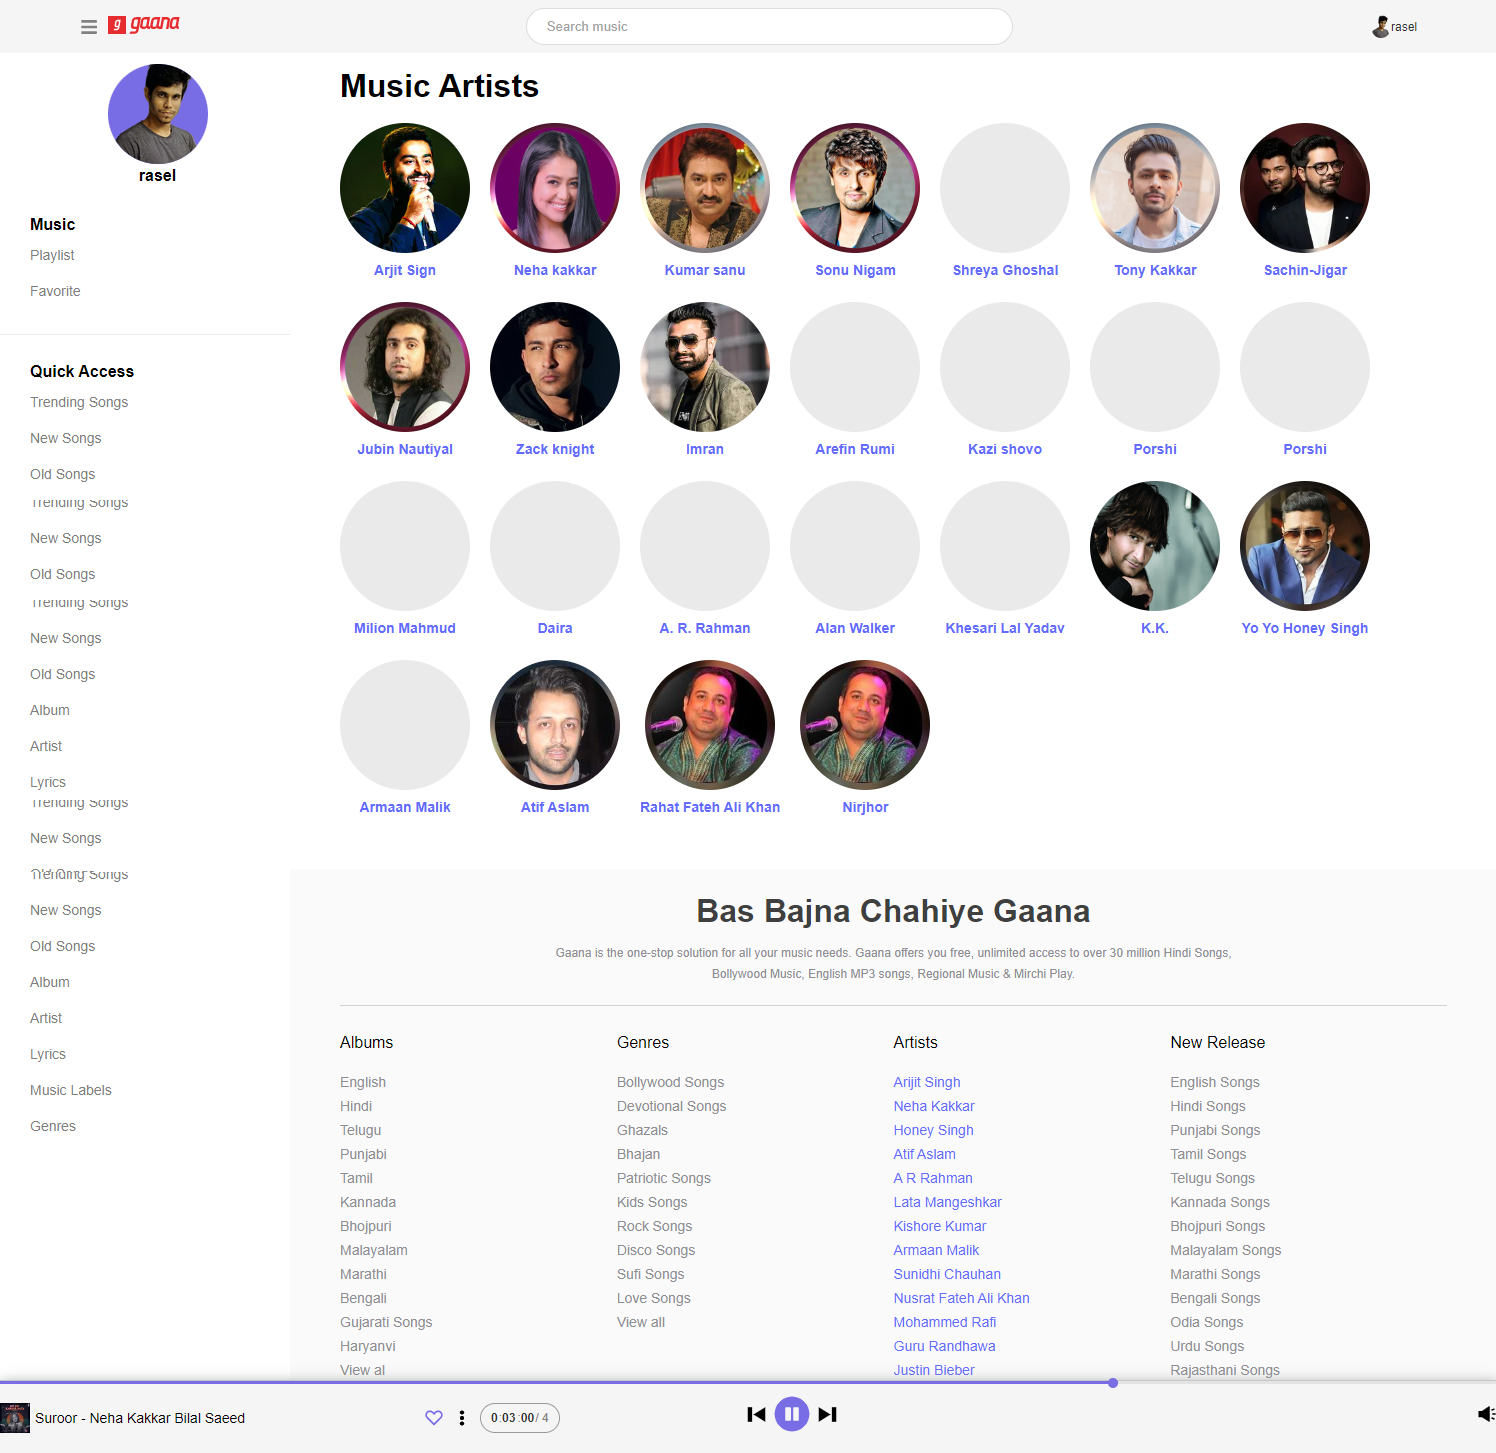 g gaana
Search music
rasel
rasel
Music
Playlist
Favorite
Quick Access
Trending Songs
New Songs
Old Songs
Trending Songs
New Songs
Old Songs
Trending Songs
New Songs
Old Songs
Album
Artist
Lyrics
Trending Songs
New Songs
Trending Songs
New Songs
Old Songs
Album
Artist
Lyrics
Music Labels
Genres
Music Artists
Arjit Sign
Neha kakkar
Kumar sanu
Sonu Nigam
Shreya Ghoshal
Tony Kakkar
Sachin-Jigar
Jubin Nautiyal
Zack knight
Imran
Arefin Rumi
Kazi shovo
Porshi
Porshi
Milion Mahmud
Daira
A. R. Rahman
Alan Walker
Khesari Lal Yadav
K.K.
Yo Yo Honey Singh
Armaan Malik
Atif Aslam
Rahat Fateh Ali Khan
Nirjhor
Bas Bajna Chahiye Gaana
Gaana is the one-stop solution for all your music needs. Gaana offers you free, unlimited access to over 30 million Hindi Songs,
Bollywood Music, English MP3 songs, Regional Music & Mirchi Play.
Albums
English
Hindi
Telugu
Punjabi
Tamil
Kannada
Bhojpuri
Malayalam
Marathi
Bengali
Gujarati Songs
Haryanvi
View al
Genres
Bollywood Songs
Devotional Songs
Ghazals
Bhajan
Patriotic Songs
Kids Songs
Rock Songs
Disco Songs
Sufi Songs
Love Songs
View all
Artists
Arijit Singh
Neha Kakkar
Honey Singh
Atif Aslam
A R Rahman
Lata Mangeshkar
Kishore Kumar
Armaan Malik
Sunidhi Chauhan
Nusrat Fateh Ali Khan
Mohammed Rafi
Guru Randhawa
Justin Bieber
New Release
English Songs
Hindi Songs
Punjabi Songs
Tamil Songs
Telugu Songs
Kannada Songs
Bhojpuri Songs
Malayalam Songs
Marathi Songs
Bengali Songs
Odia Songs
Urdu Songs
Rajasthani Songs
Suroor - Neha Kakkar Bilal Saeed
0:03:00/ 4